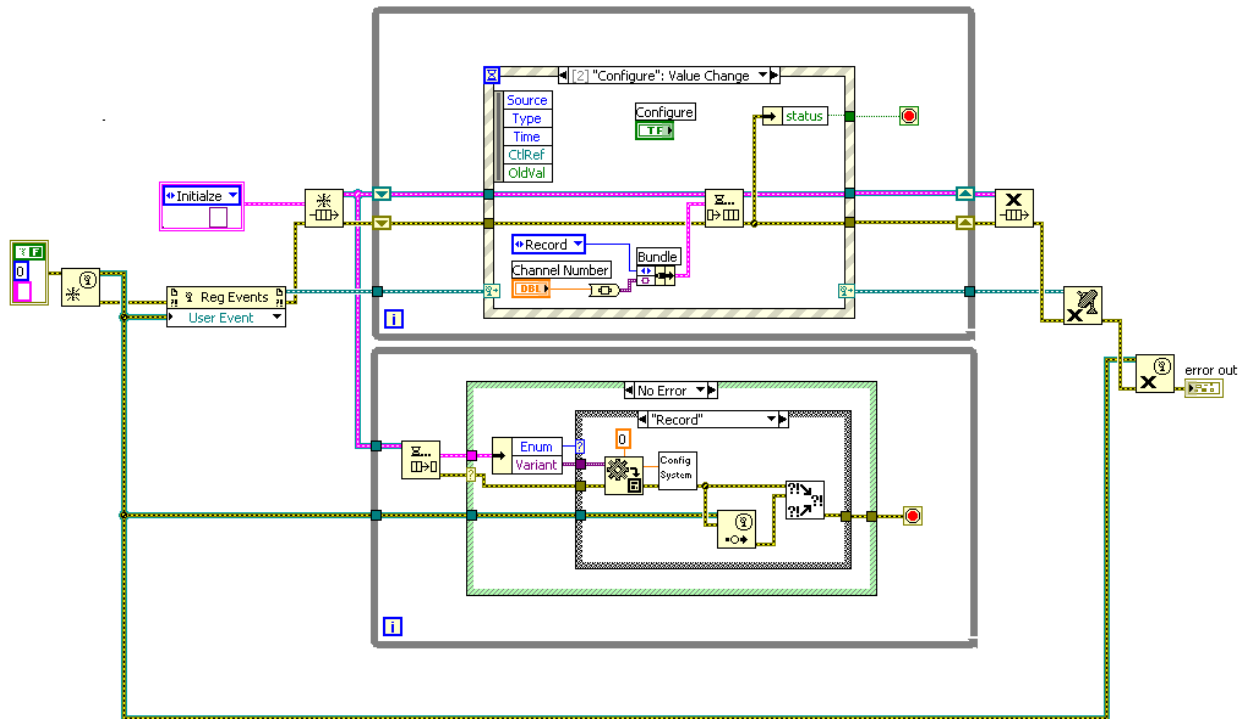 [2] "Configure": Value Change
Source
Type
Time
CtlRef
OldVal
Configure
TF
status
Initialze
Record
Bundle
Channel Number
DBL
F
0
Reg Events
User Event
i
No Error
"Record"
0
Enum
Variant
Config
System
error out
i